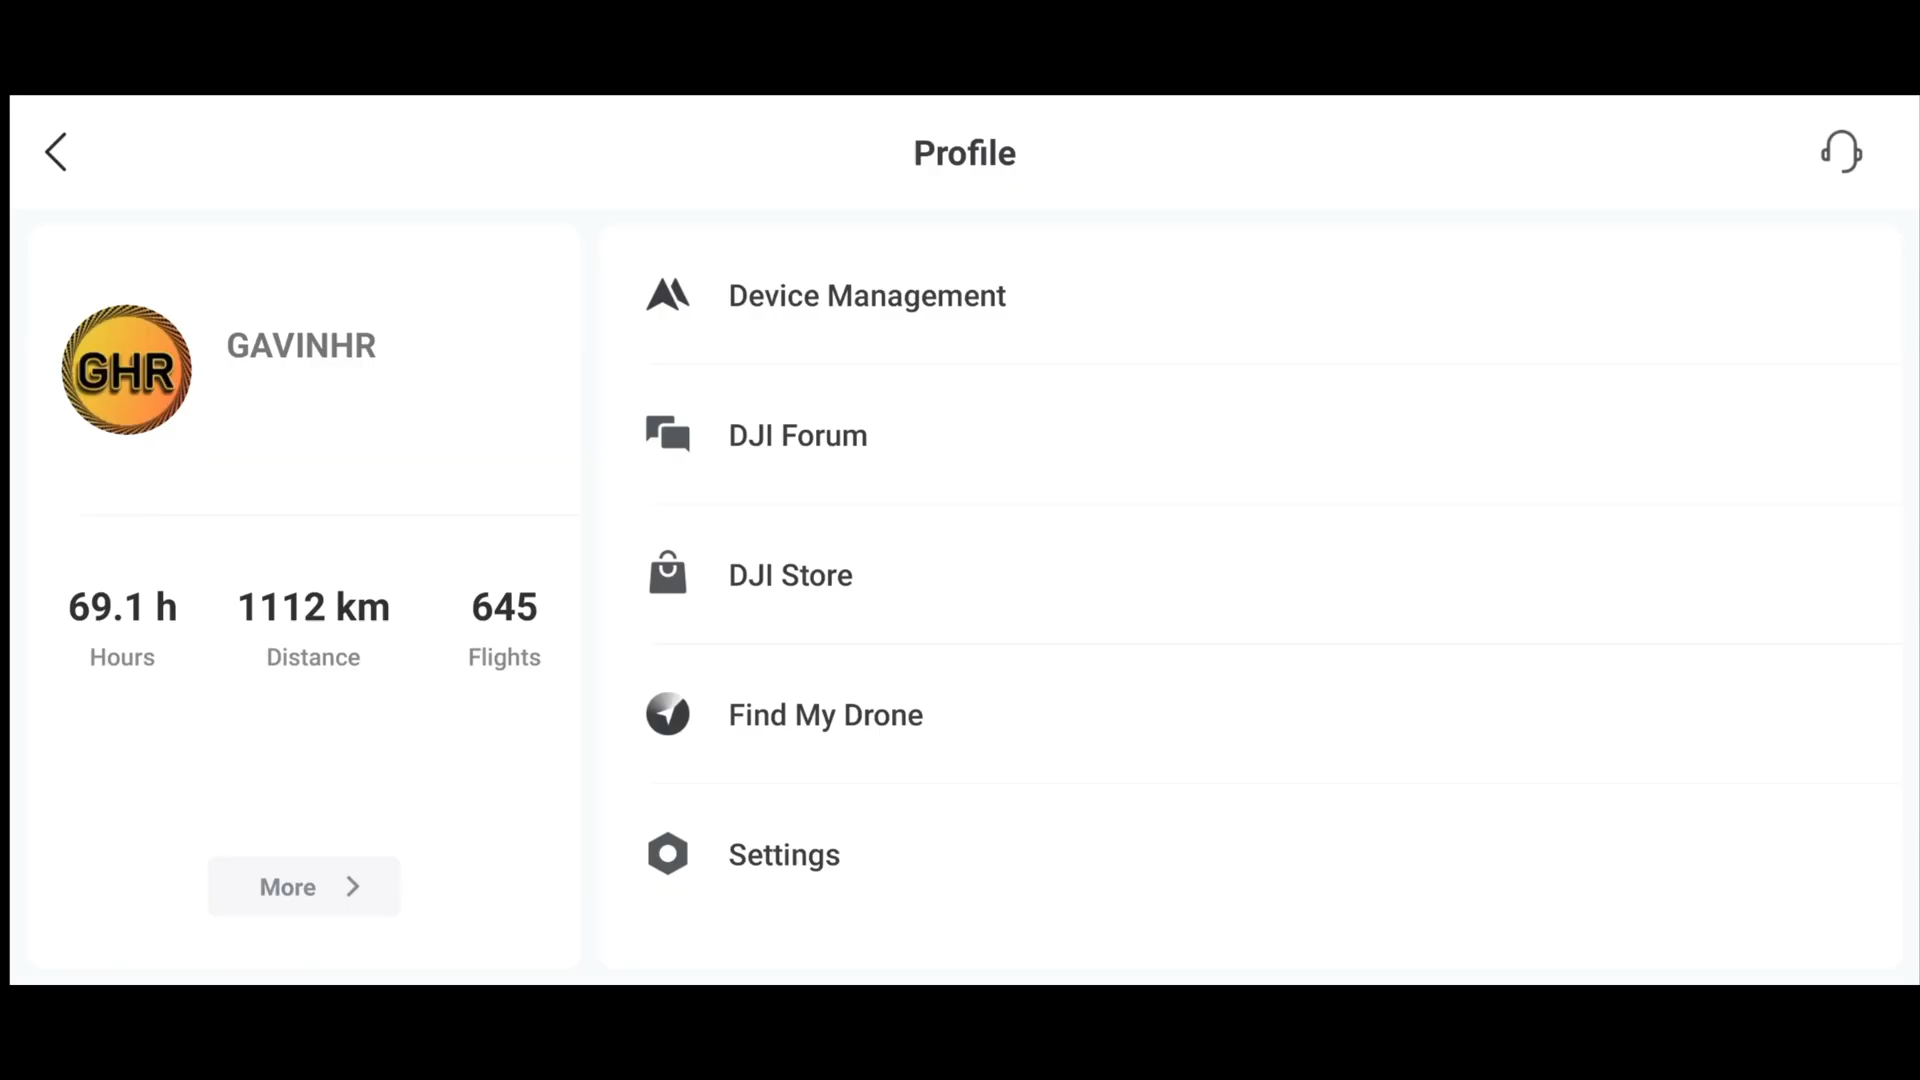 Profile
GHR
GAVINHR
69.1 h
Hours
1112 km
Distance
645
Flights
More
Device Management
DJI Forum
DJI Store
Find My Drone
Settings